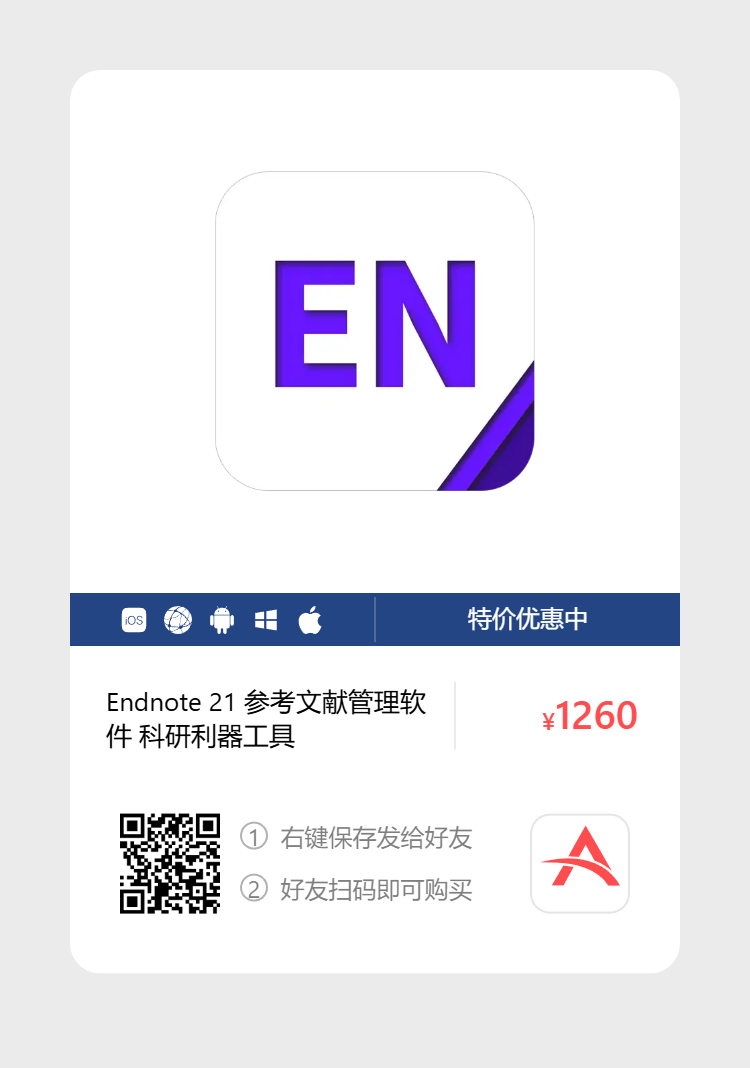 EN
iOS
特价优惠中
Endnote 21 参考文献管理软
件 科研利器工具
¥1260
① 右键保存发给好友
② 好友扫码即可购买